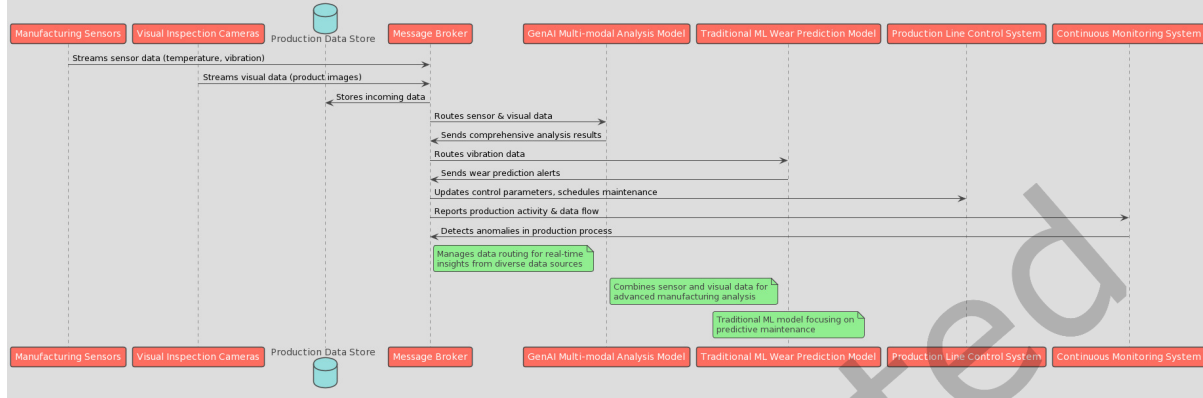 Manufacturing Sensors
Visual Inspection Cameras
Production Data Store
Message Broker
GenAI Multi-modal Analysis Model
Traditional ML Wear Prediction Model
Production Line Control System
Continuous Monitoring System
Streams sensor data (temperature, vibration)
Streams visual data (product images)
Stores incoming data
Routes sensor & visual data
Sends comprehensive analysis results
Routes vibration data
Sends wear prediction alerts
Updates control parameters, schedules maintenance
Reports production activity & data flow
Detects anomalies in production process
Manages data routing for real-time
insights from diverse data sources
Combines sensor and visual data for
advanced manufacturing analysis
Traditional ML model focusing on
predictive maintenance
Manufacturing Sensors
Visual Inspection Cameras
Production Data Store
Message Broker
GenAI Multi-modal Analysis Model
Traditional ML Wear Prediction Model
Production Line Control System
Continuous Monitoring System
ted